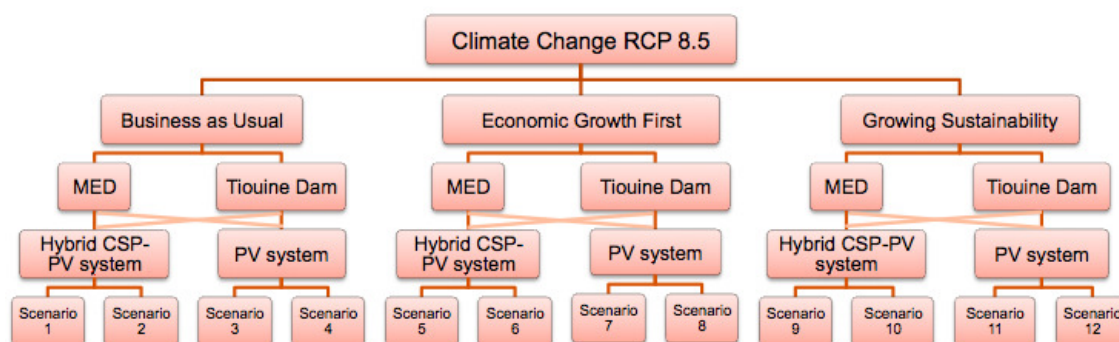 Climate Change RCP 8.5
Business as Usual
Economic Growth First
Growing Sustainability
MED
Tiouine Dam
MED
Tiouine Dam
MED
Tiouine Dam
Hybrid CSP-
PV system
PV system
Hybrid CSP-
PV system
PV system
Hybrid CSP-PV
system
PV system
Scenario
1
Scenario
2
Scenario
3
Scenario
4
Scenario
5
Scenario
6
Scenario
7
Scenario
8
Scenario
9
Scenario
10
Scenario
11
Scenario
12